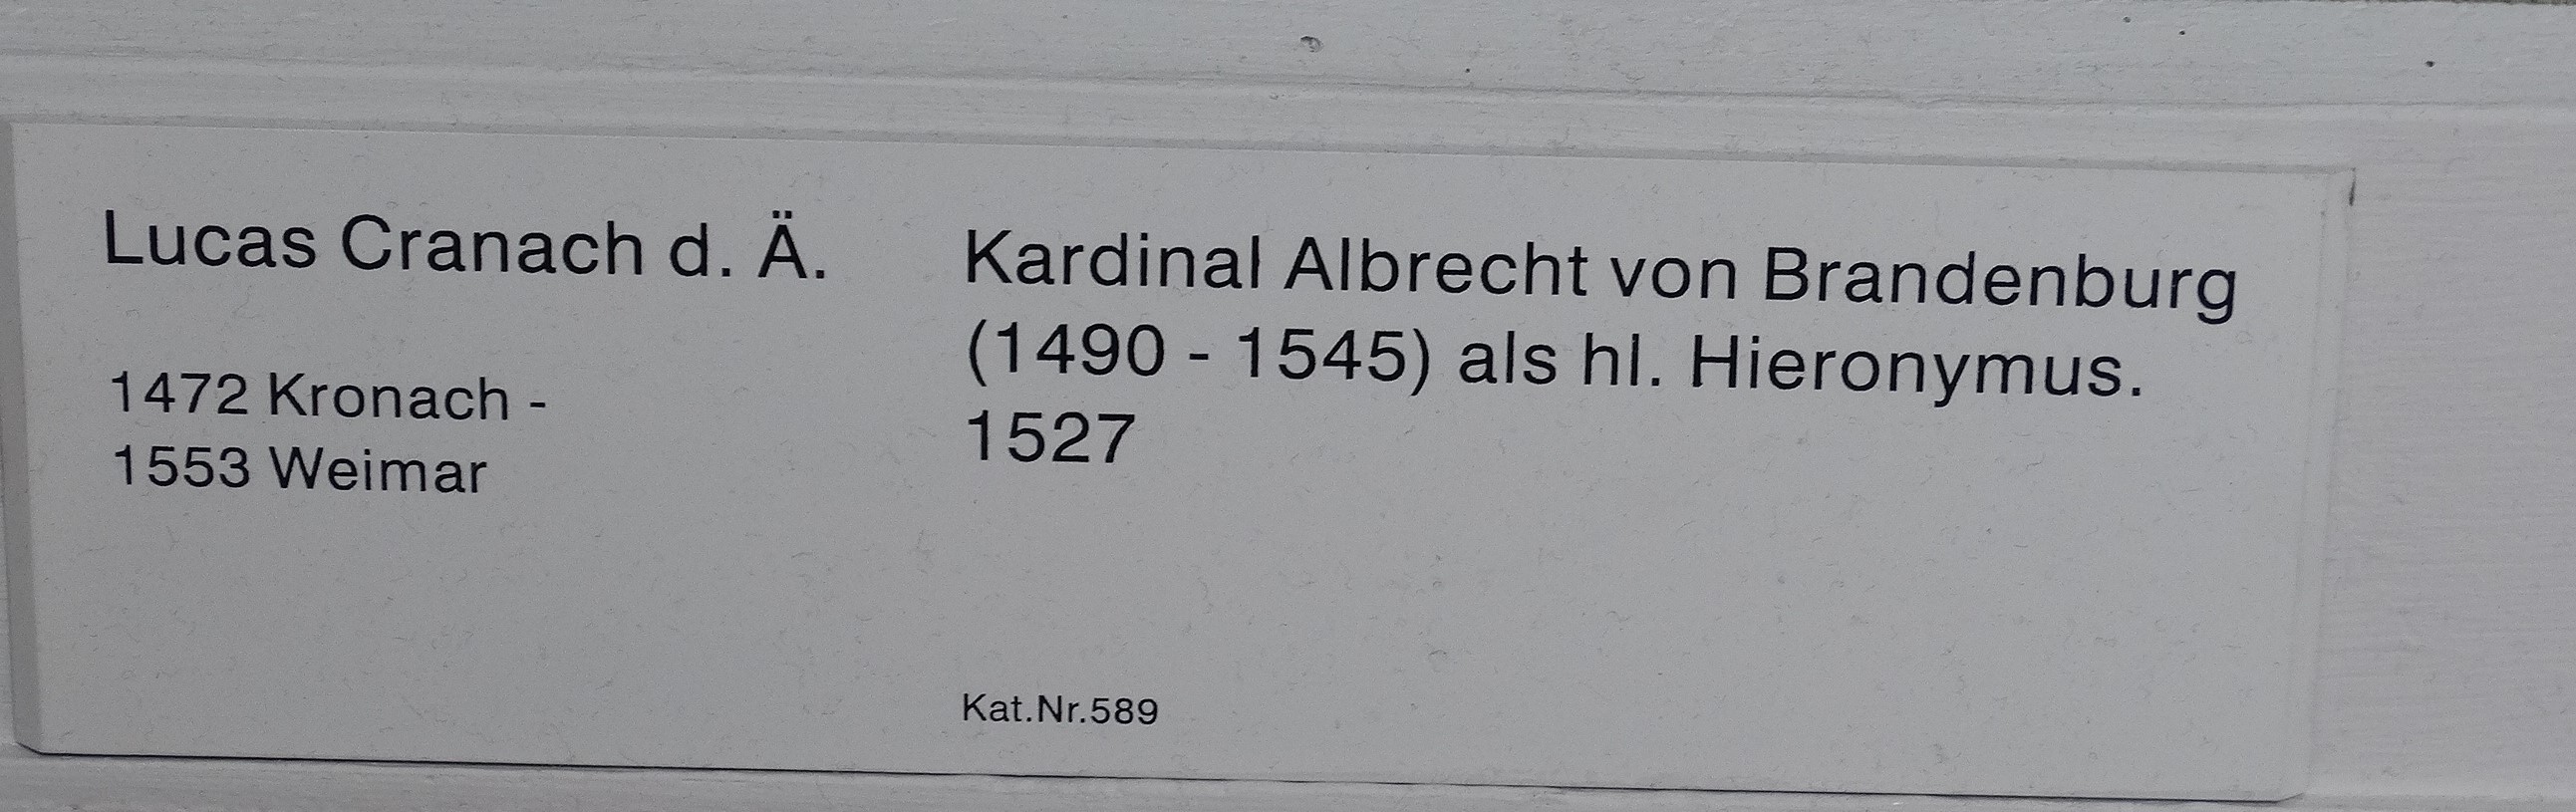 Lucas Cranach d. Ä.
1472 Kronach -
1553 Weimar
Kardinal Albrecht von Brandenburg
(1490 - 1545) als hl. Hieronymus.
1527
Kat.Nr.589